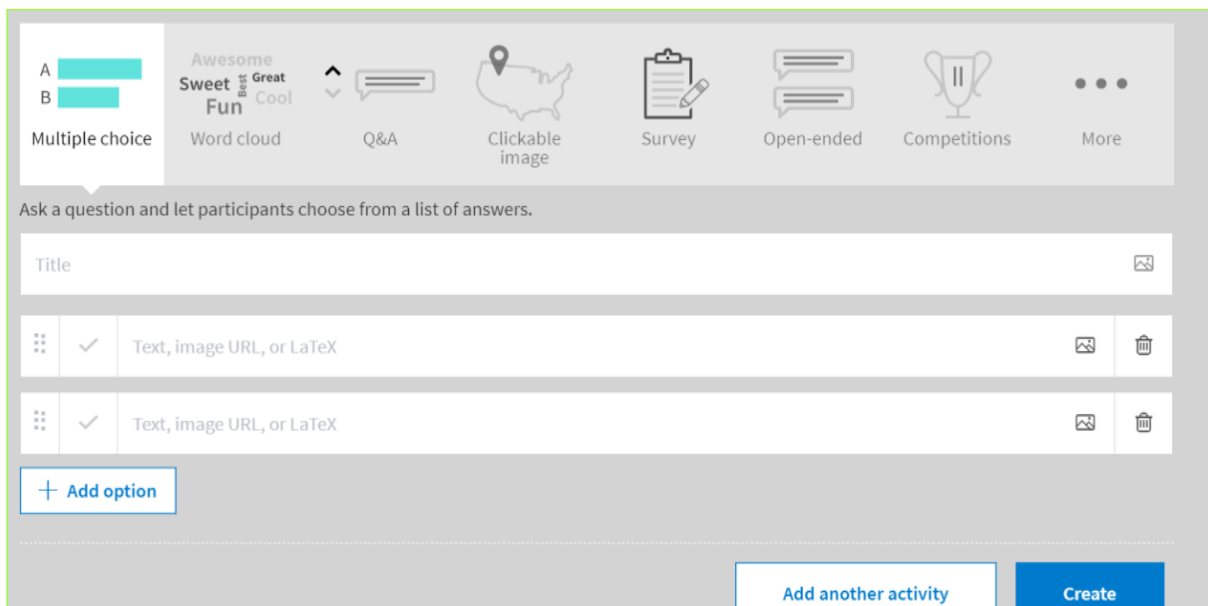 A
B
Multiple choice
Awesome
Sweet Best Great
Fun Cool
Word cloud
Q&A
Clickable
image
Survey
Open-ended
Competitions
More
Ask a question and let participants choose from a list of answers.
Title
Text, image URL, or LaTeX
Text, image URL, or LaTeX
Add option
Add another activity
Create